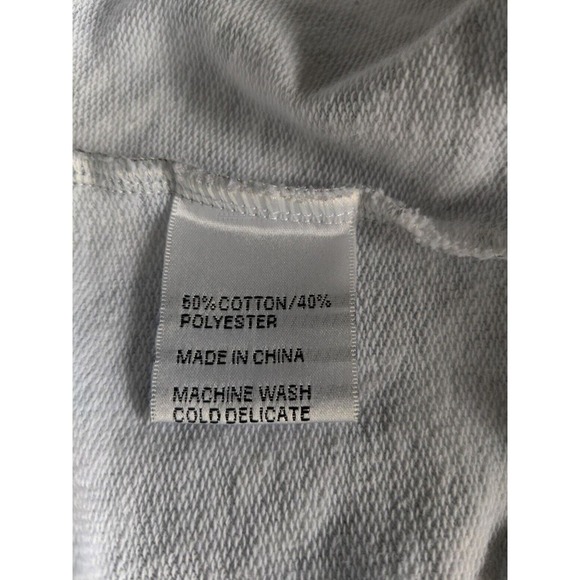 60% COTTON/40%
POLYESTER
MADE IN CHINA
MACHINE WASH
COLD DELICATE